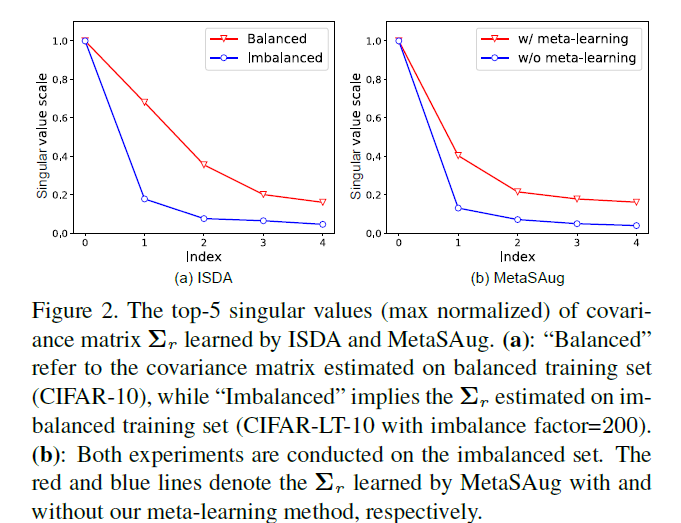 1.0
0.8
0.6
0.4
0.2
0.0
Singular value scale
Balanced
Imbalanced
0 1 2 3 4
Index
(a) ISDA
1.0
0.8
0.6
0.4
0.2
0.0
Singular value scale
w/ meta-learning
w/o meta-learning
0 1 2 3 4
Index
(b) MetaSAug
Figure 2. The top-5 singular values (max normalized) of covari-
ance matrix Σr learned by ISDA and MetaSAug. (a): “Balanced”
refer to the covariance matrix estimated on balanced training set
(CIFAR-10), while “Imbalanced” implies the Σr estimated on im-
balanced training set (CIFAR-LT-10 with imbalance factor=200).
(b): Both experiments are conducted on the imbalanced set. The
red and blue lines denote the Σr learned by MetaSAug with and
without our meta-learning method, respectively.